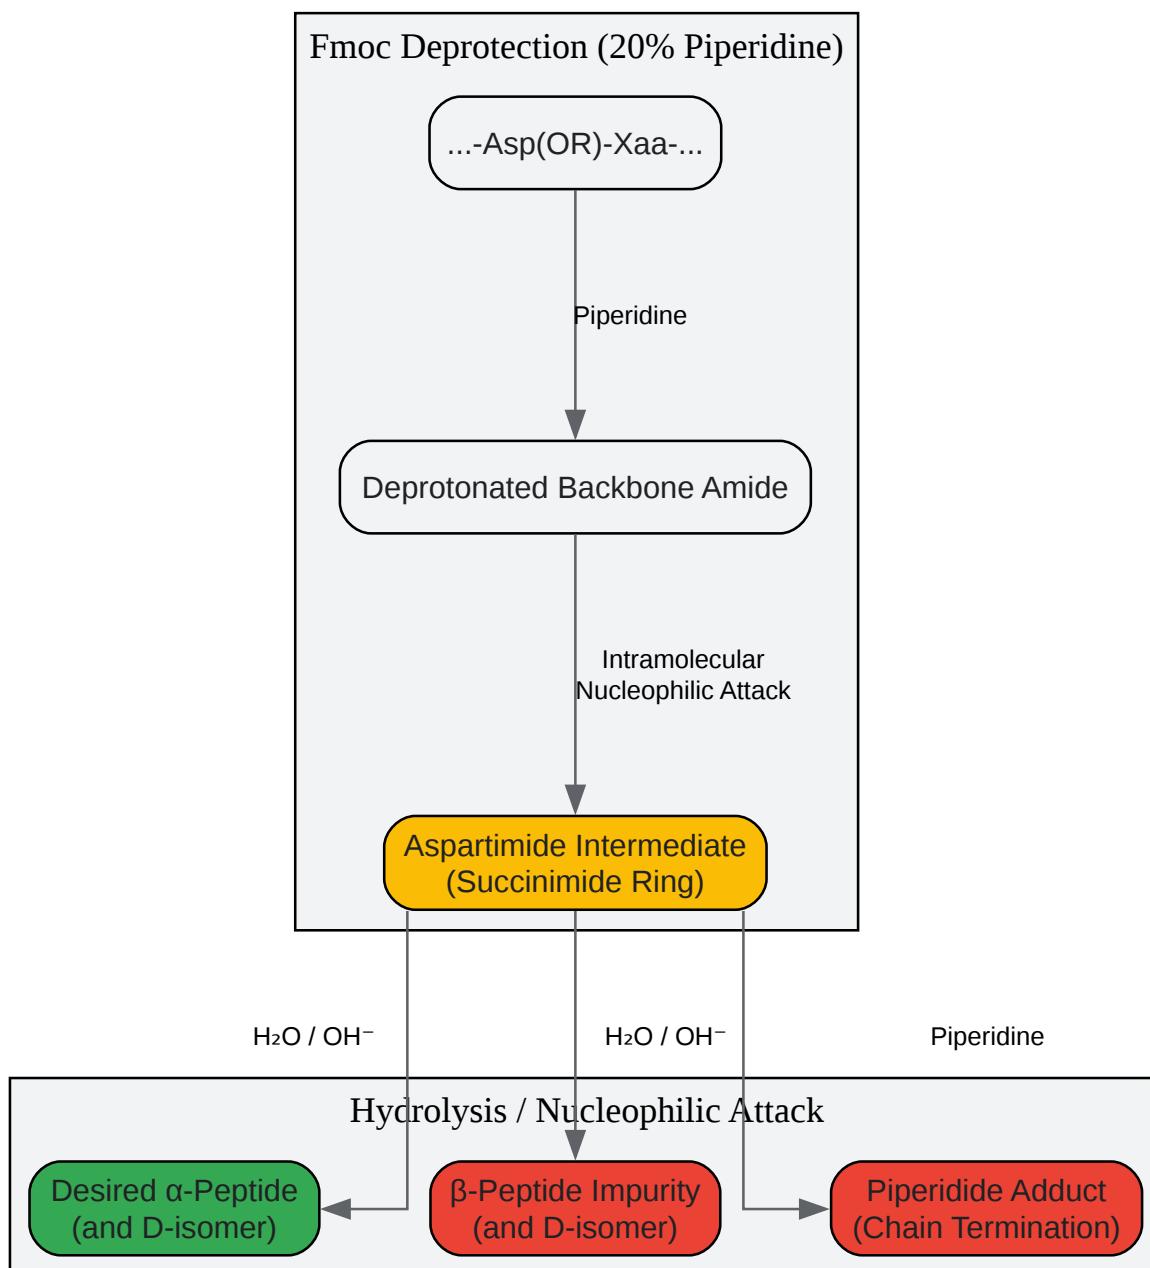 Fmoc Deprotection (20% Piperidine)
...-Asp(OR)-Xaa-...
Piperidine
Deprotonated Backbone Amide
Intramolecular
Nucleophilic Attack
Aspartimide Intermediate
(Succinimide Ring)
H₂O / OH⁻
H₂O / OH⁻
Piperidine
Hydrolysis / Nucleophilic Attack
Desired α-Peptide
(and D-isomer)
β-Peptide Impurity
(and D-isomer)
Piperidide Adduct
(Chain Termination)